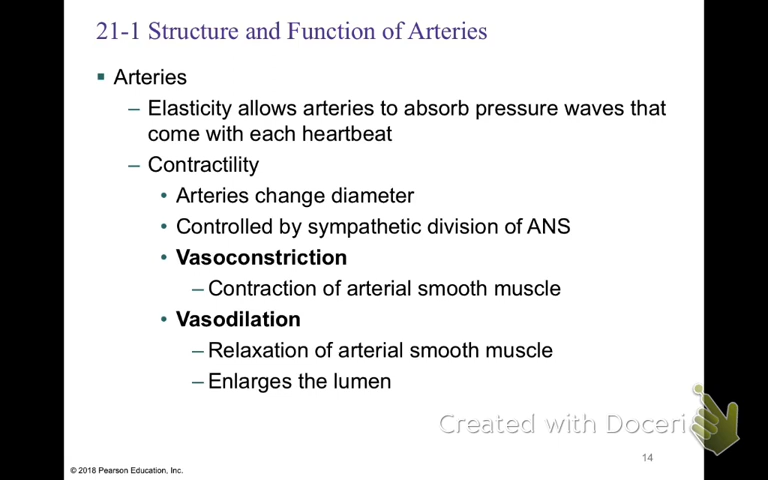 21-1 Structure and Function of Arteries
▪ Arteries
– Elasticity allows arteries to absorb pressure waves that
come with each heartbeat
– Contractility
• Arteries change diameter
• Controlled by sympathetic division of ANS
• Vasoconstriction
– Contraction of arterial smooth muscle
• Vasodilation
– Relaxation of arterial smooth muscle
– Enlarges the lumen
Created with Doceri
14
© 2018 Pearson Education, Inc.